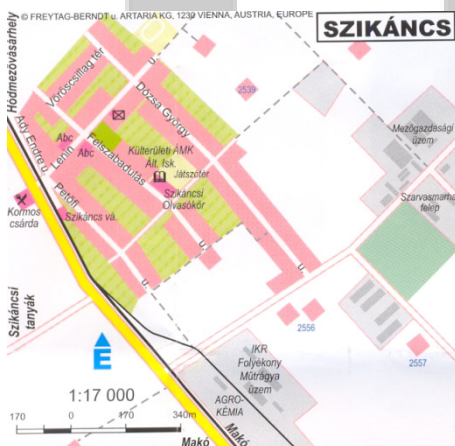 © FREYTAG-BERNDT u. ARTARIA KG, 1230 VIENNA, AUSTRIA, EUROPE
SZIKÁNCS
Hódmezővásárhely
Vöröscsillag tér
u.
2539
Dózsa György
Ady Endre u.
Abc
Lenin
Abc
Felszabadulás
Külterületi ÁMK
Ált. Isk.
Játszótér
Szikáncsi
Olvasókör
Mezőgazdasági
üzem
Szarvasmarha
telep
Petőfi
Kormos
csárda
Szikáncs vá.
u.
u.
u.
Szikáncsi
tanyák
É
2556
2557
IKR
Folyékony
Műtrágya
üzem
AGRO-
KÉMIA
1:17 000
170 0 170 340m
Makó
Makó